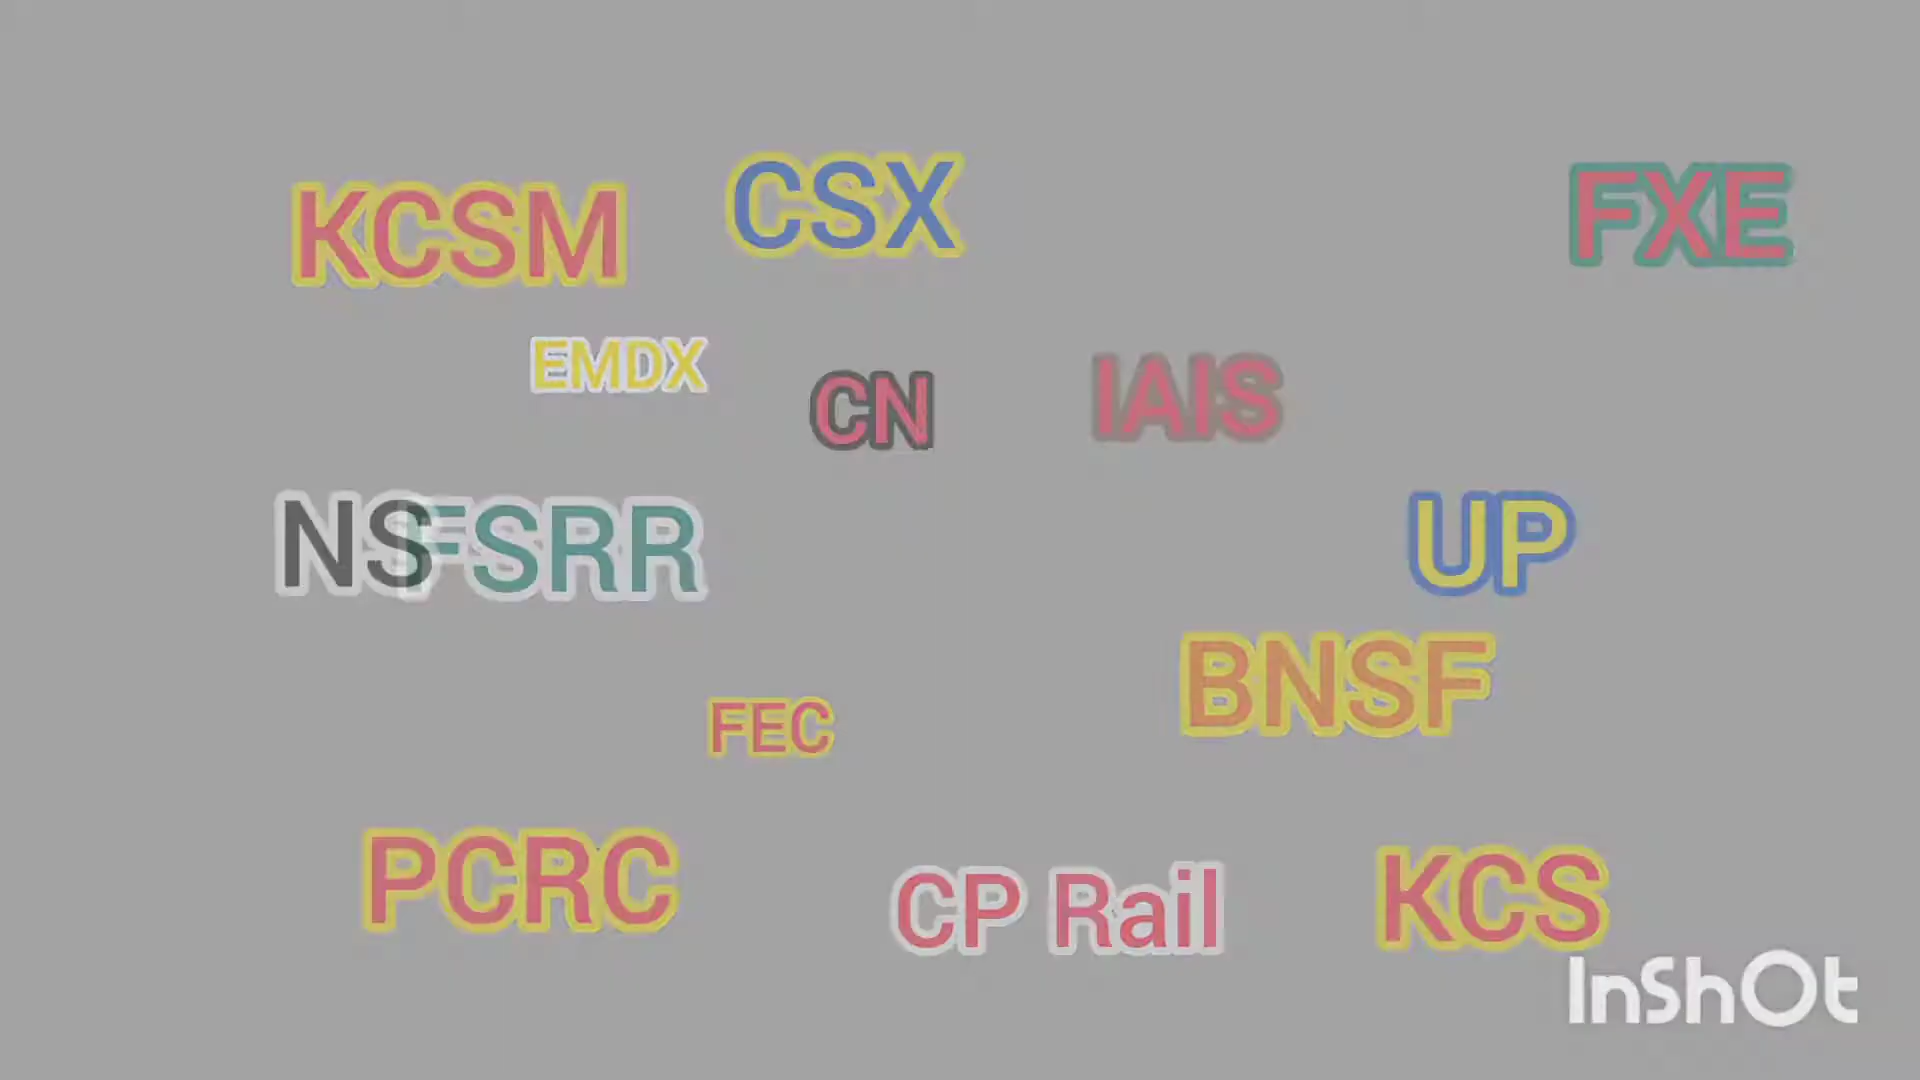 KCSM
CSX
FXE
EMDX
CN
IAIS
NS
FSRR
UP
BNSF
FEC
PCRC
CP Rail
KCS
InShOt